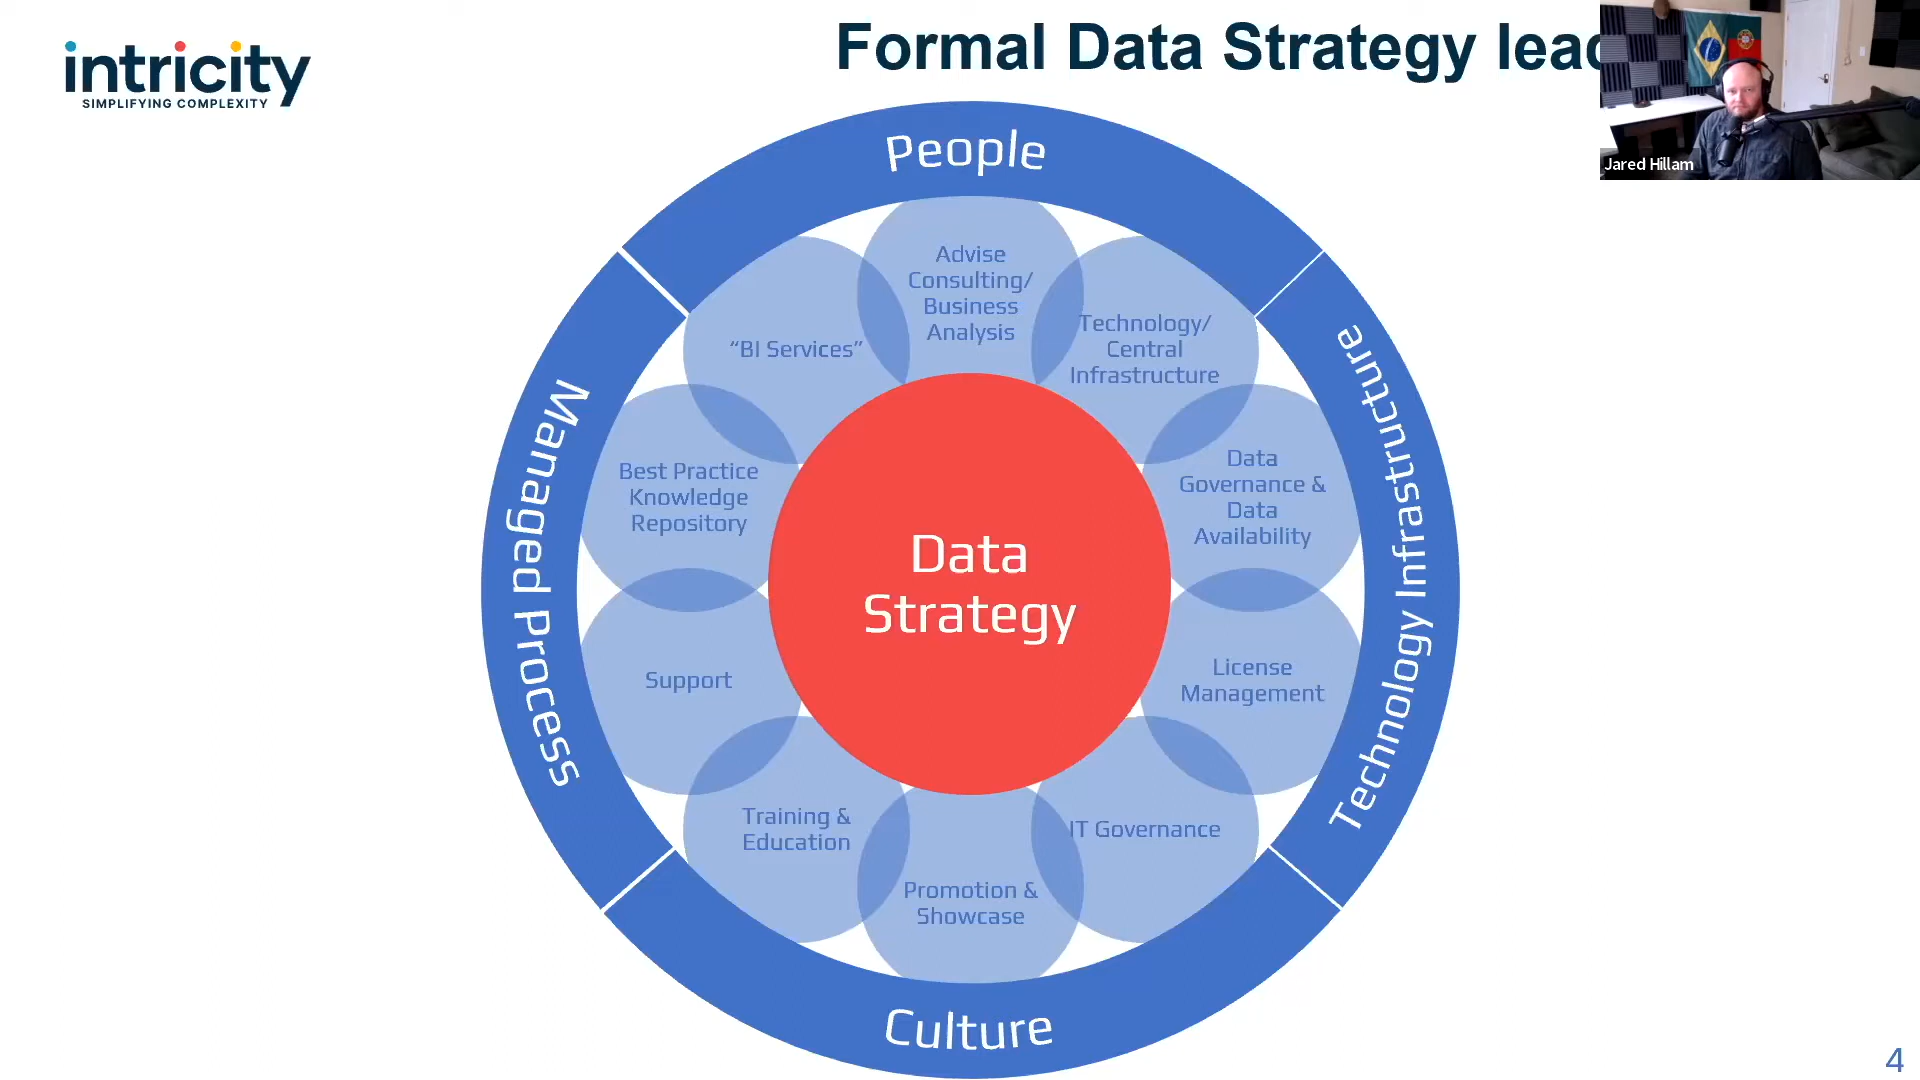 intricity
SIMPLIFYING COMPLEXITY
Formal Data Strategy lead
Jared Hillam
People
Advise
Consulting/
Business
Analysis
Technology/
Central
Infrastructure
"BI Services"
Data
Governance &
Data
Availability
Best Practice
Knowledge
Repository
Data
Strategy
License
Management
Support
Training &
Education
IT Governance
Promotion &
Showcase
Managed Process
Technology Infrastructure
Culture
4